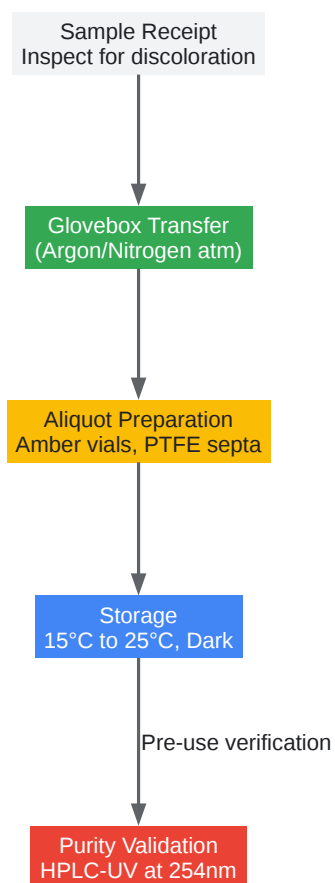 Sample Receipt
Inspect for discoloration
Glovebox Transfer
(Argon/Nitrogen atm)
Aliquot Preparation
Amber vials, PTFE septa
Storage
15°C to 25°C, Dark
Pre-use verification
Purity Validation
HPLC-UV at 254nm